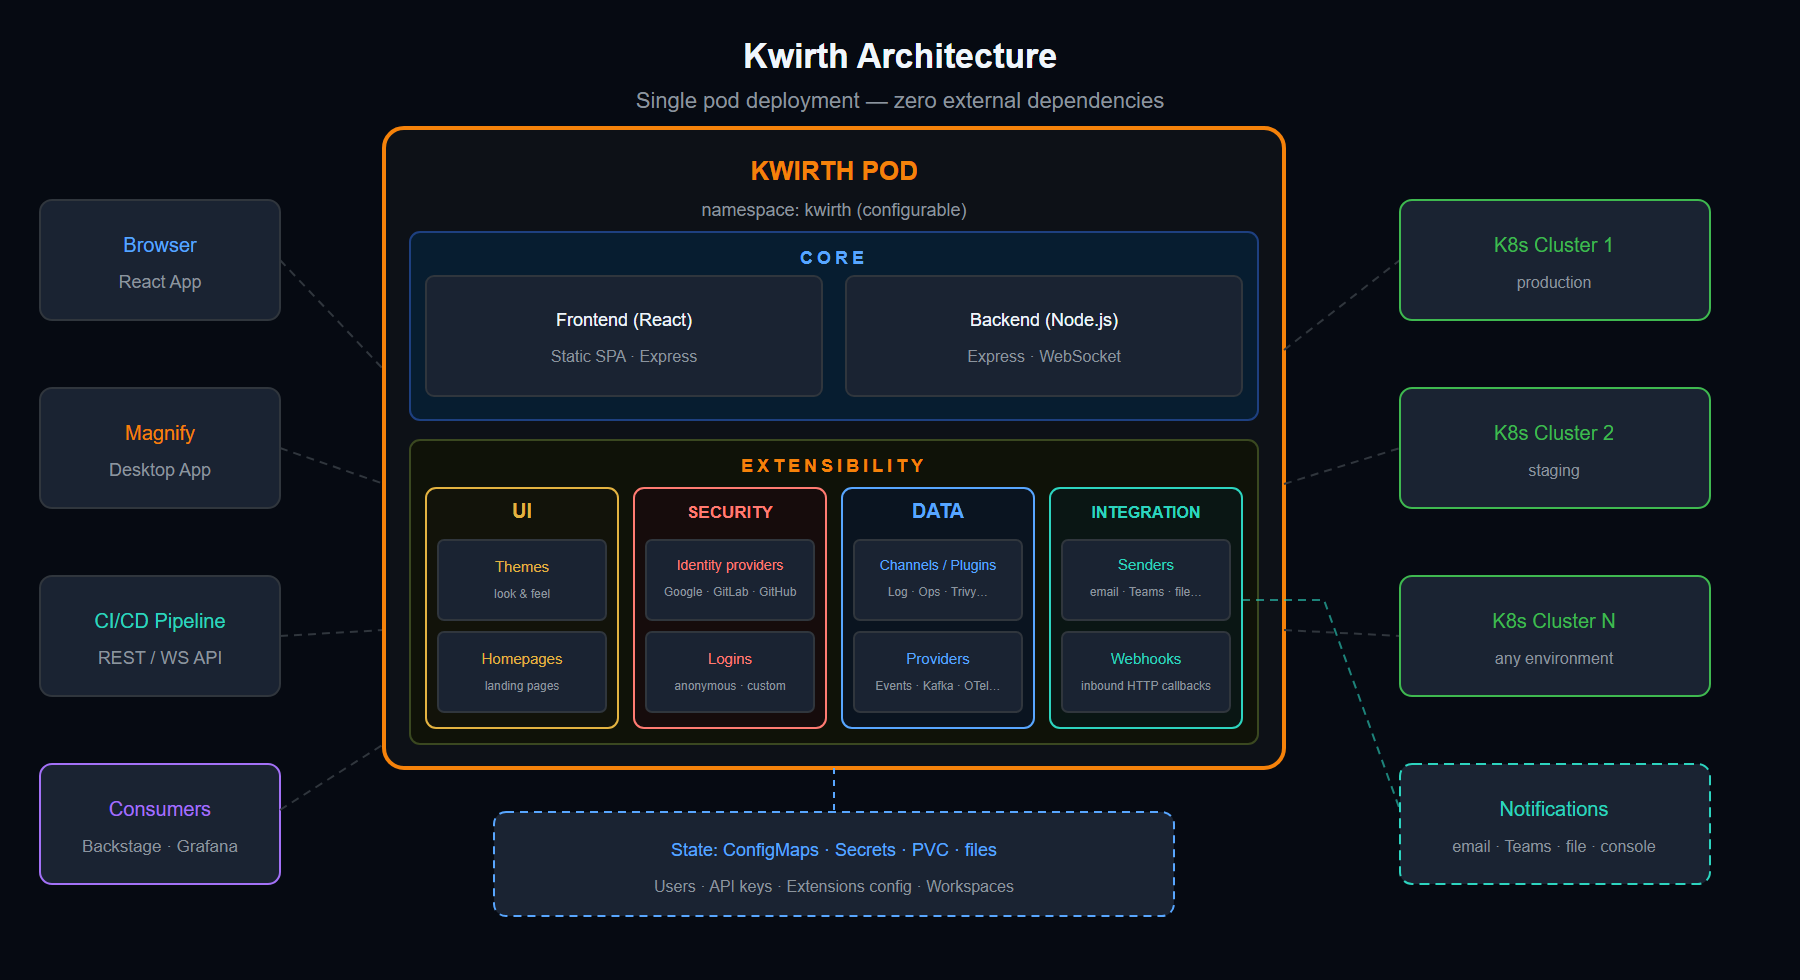 Kwirth Architecture
Single pod deployment — zero external dependencies
KWIRTH POD
namespace: kwirth (configurable)
CORE
Frontend (React)
Static SPA · Express
Backend (Node.js)
Express · WebSocket
EXTENSIBILITY
UI
Themes
look & feel
Homepages
landing pages
SECURITY
Identity providers
Google · GitLab · GitHub
Logins
anonymous · custom
DATA
Channels / Plugins
Log · Ops · Trivy…
Providers
Events · Kafka · OTel…
INTEGRATION
Senders
email · Teams · file…
Webhooks
inbound HTTP callbacks
Browser
React App
Magnify
Desktop App
CI/CD Pipeline
REST / WS API
Consumers
Backstage · Grafana
K8s Cluster 1
production
K8s Cluster 2
staging
K8s Cluster N
any environment
Notifications
email · Teams · file · console
State: ConfigMaps · Secrets · PVC · files
Users · API keys · Extensions config · Workspaces